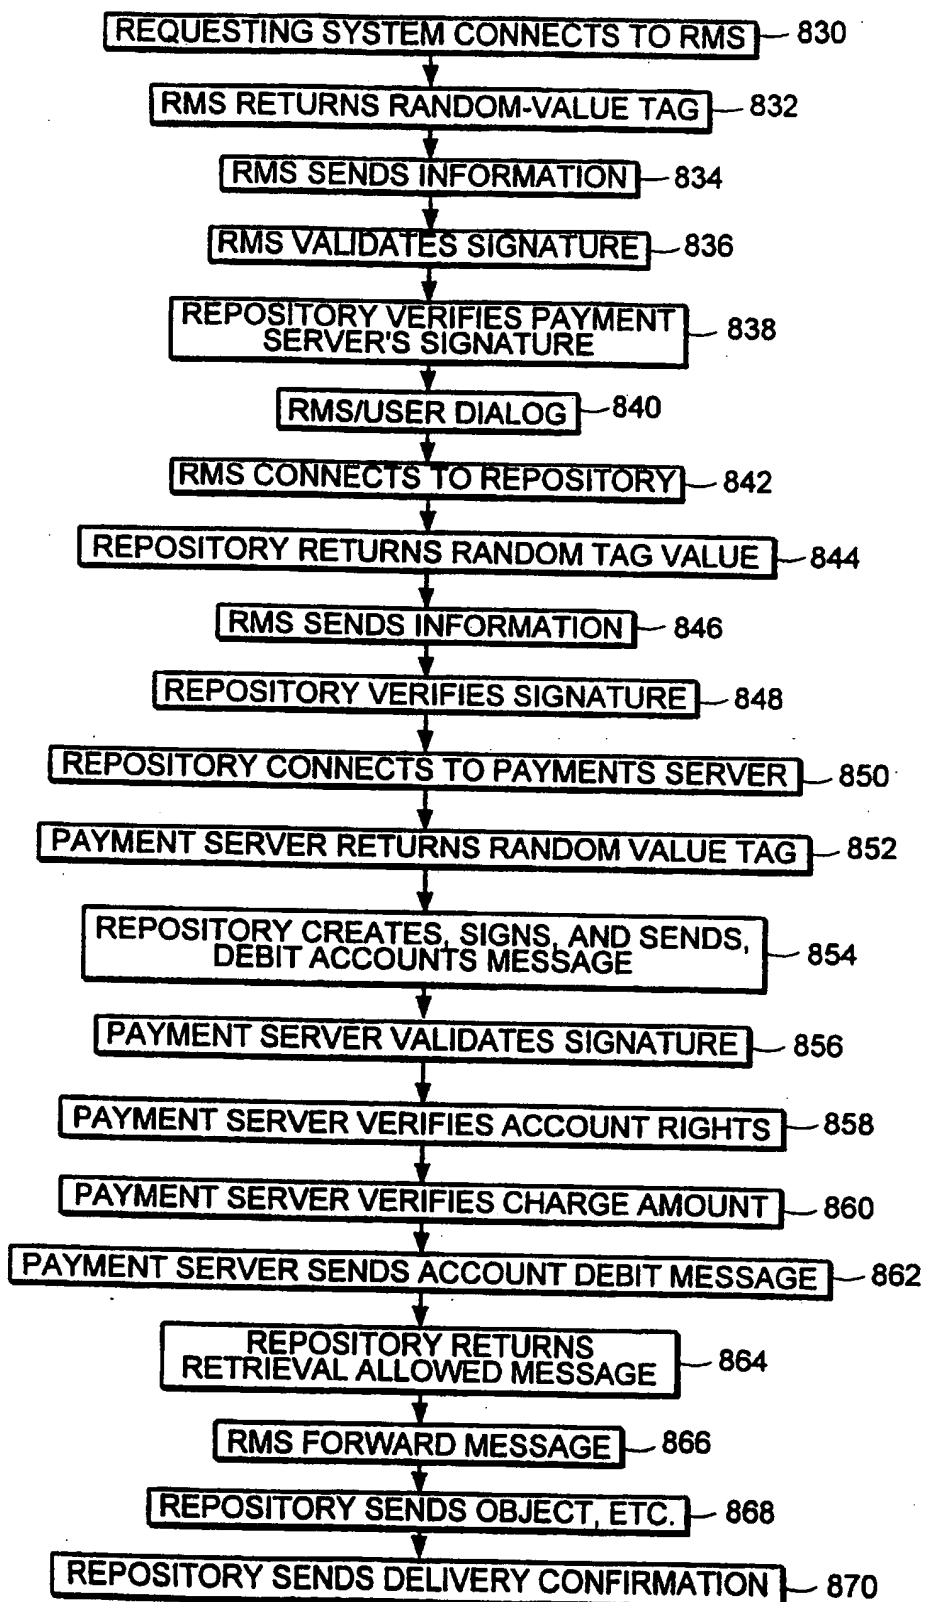 REQUESTING SYSTEM CONNECTS TO RMS 830
RMS RETURNS RANDOM-VALUE TAG 832
RMS SENDS INFORMATION 834
RMS VALIDATES SIGNATURE 836
REPOSITORY VERIFIES PAYMENT
SERVER'S SIGNATURE 838
RMS/USER DIALOG 840
RMS CONNECTS TO REPOSITORY 842
REPOSITORY RETURNS RANDOM TAG VALUE 844
RMS SENDS INFORMATION 846
REPOSITORY VERIFIES SIGNATURE 848
REPOSITORY CONNECTS TO PAYMENTS SERVER 850
PAYMENT SERVER RETURNS RANDOM VALUE TAG 852
REPOSITORY CREATES, SIGNS, AND SENDS,
DEBIT ACCOUNTS MESSAGE 854
PAYMENT SERVER VALIDATES SIGNATURE 856
PAYMENT SERVER VERIFIES ACCOUNT RIGHTS 858
PAYMENT SERVER VERIFIES CHARGE AMOUNT 860
PAYMENT SERVER SENDS ACCOUNT DEBIT MESSAGE 862
REPOSITORY RETURNS
RETRIEVAL ALLOWED MESSAGE 864
RMS FORWARD MESSAGE 866
REPOSITORY SENDS OBJECT, ETC. 868
REPOSITORY SENDS DELIVERY CONFIRMATION 870